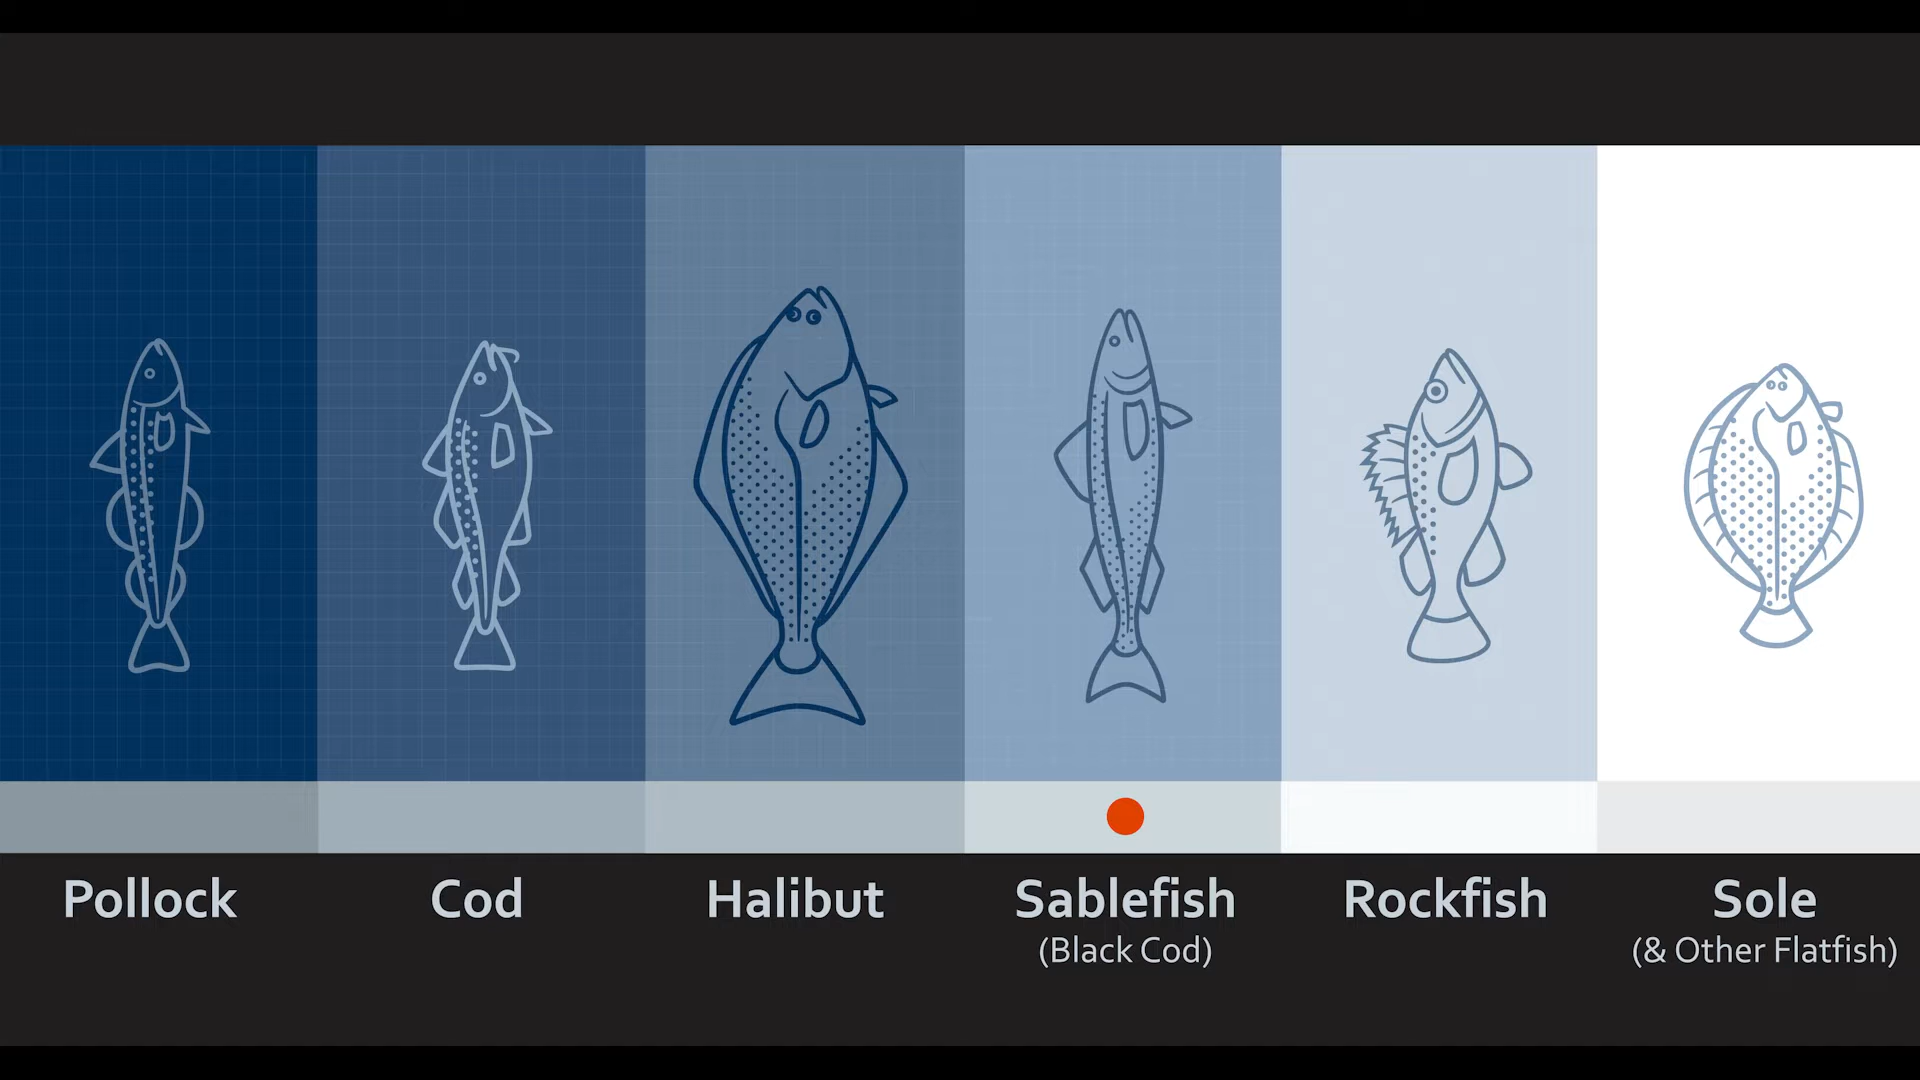 Pollock
Cod
Halibut
Sablefish
(Black Cod)
Rockfish
Sole
(& Other Flatfish)